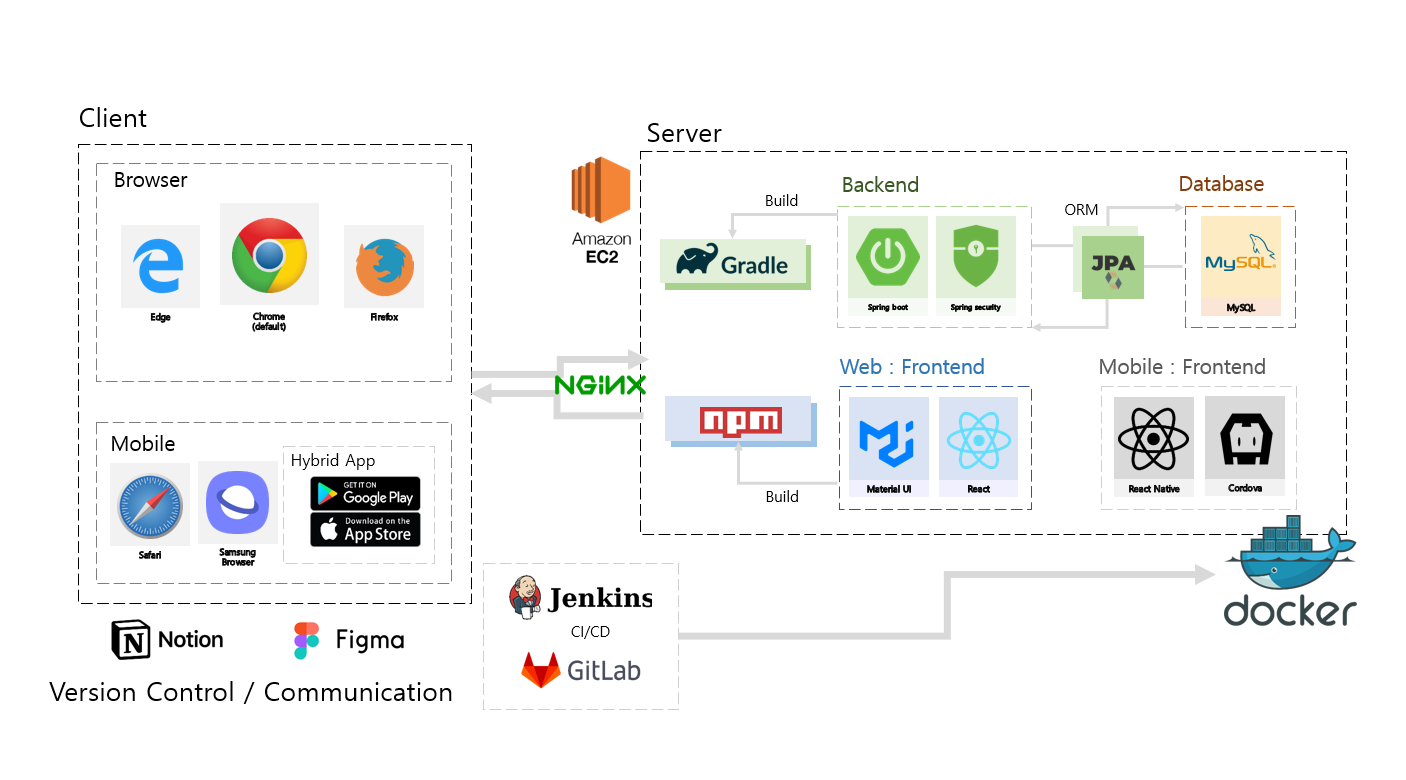 Client
Browser
Edge
Chrome
(default)
Firefox
Mobile
Safari
Samsung
Browser
Hybrid App
GET IT ON
Google Play
Download on the
App Store
Notion
Figma
Version Control / Communication
Amazon
EC2
NGiNX
Server
Build
Gradle
Backend
Spring boot
Spring security
ORM
JPA
Database
MySQL
MySQL
npm
Build
Web : Frontend
Material UI
React
Mobile : Frontend
React Native
Cordova
Jenkins
CI/CD
GitLab
docker